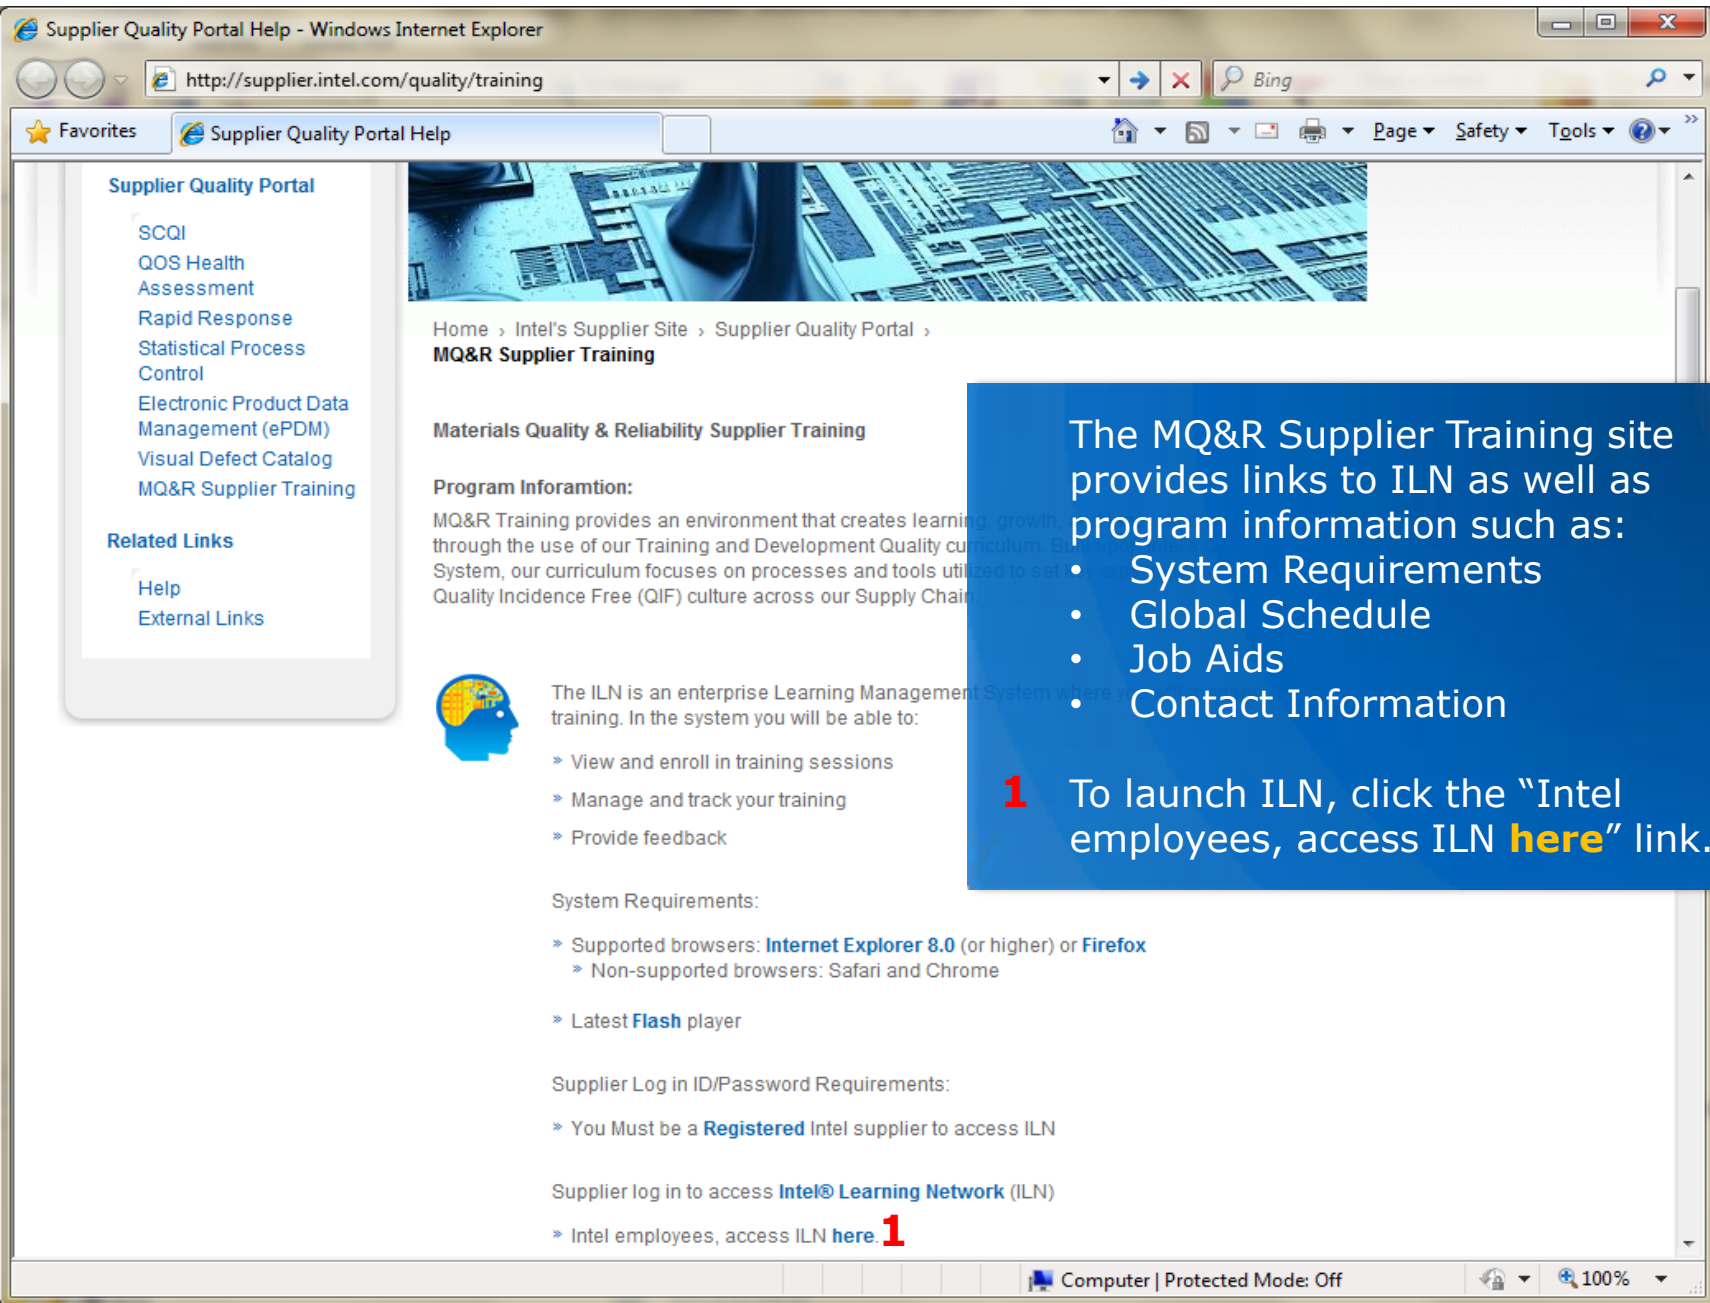 Supplier Quality Portal Help - Windows Internet Explorer
http://supplier.intel.com/quality/training
Bing
Favorites
Supplier Quality Portal Help
Page
Safety
Tools
Supplier Quality Portal
SCQI
QOS Health
Assessment
Rapid Response
Statistical Process
Control
Electronic Product Data
Management (ePDM)
Visual Defect Catalog
MQ&R Supplier Training
Related Links
Help
External Links
Home › Intel's Supplier Site › Supplier Quality Portal ›
MQ&R Supplier Training
Materials Quality & Reliability Supplier Training
Program Inforamtion:
MQ&R Training provides an environment that creates learning, growth,
through the use of our Training and Development Quality curriculum.
System, our curriculum focuses on processes and tools utilized to set
Quality Incidence Free (QIF) culture across our Supply Chain
The ILN is an enterprise Learning Management System where
training. In the system you will be able to:
» View and enroll in training sessions
» Manage and track your training
» Provide feedback
System Requirements:
» Supported browsers: Internet Explorer 8.0 (or higher) or Firefox
» Non-supported browsers: Safari and Chrome
» Latest Flash player
Supplier Log in ID/Password Requirements:
» You Must be a Registered Intel supplier to access ILN
Supplier log in to access Intel® Learning Network (ILN)
» Intel employees, access ILN here. 1
The MQ&R Supplier Training site
provides links to ILN as well as
program information such as:
• System Requirements
• Global Schedule
• Job Aids
• Contact Information
1 To launch ILN, click the “Intel
employees, access ILN here” link.
Computer | Protected Mode: Off
100%